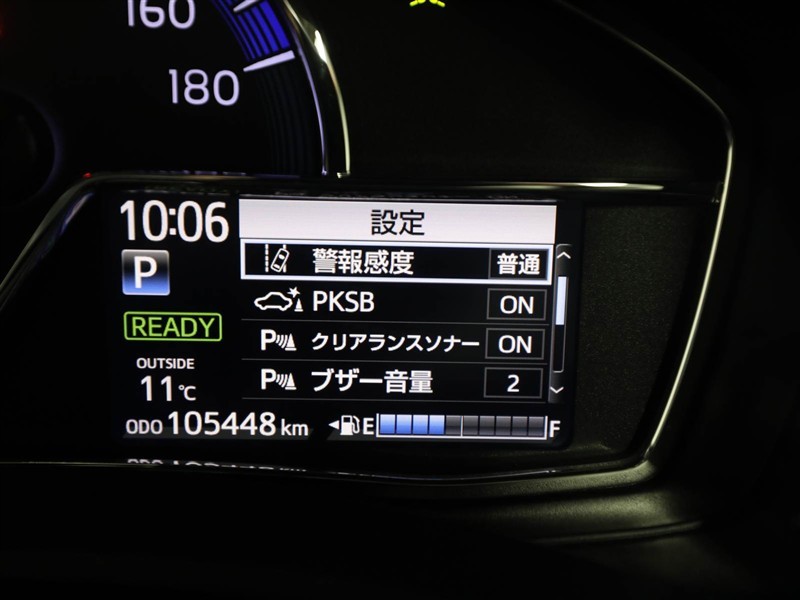 160
180
10:06
設定
警報感度 普通
P
PKSB ON
READY
クリアランスソナー ON
OUTSIDE
11℃
ブザー音量 2
ODO 105448 km
E F